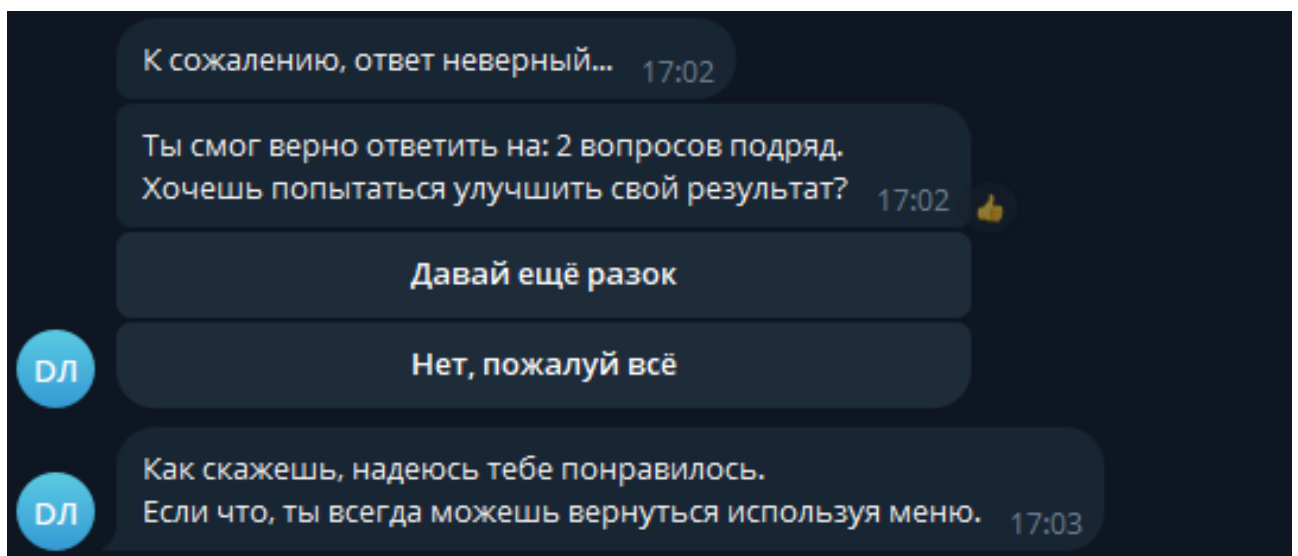 К сожалению, ответ неверный... 17:02
Ты смог верно ответить на: 2 вопросов подряд.
Хочешь попытаться улучшить свой результат? 17:02
Давай ещё разок
Нет, пожалуй всё
DЛ
Как скажешь, надеюсь тебе понравилось.
Если что, ты всегда можешь вернуться используя меню. 17:03
DЛ